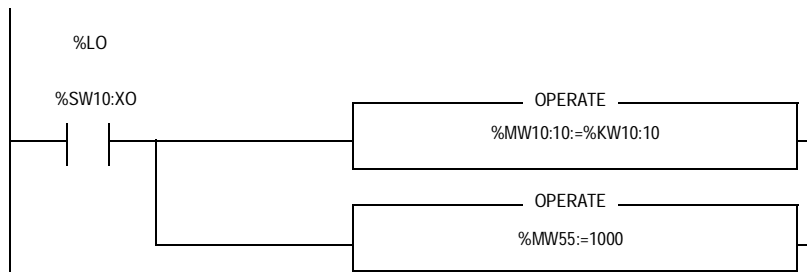 %LO
%SW10:XO
OPERATE
%MW10:10:=%KW10:10
OPERATE
%MW55:=1000